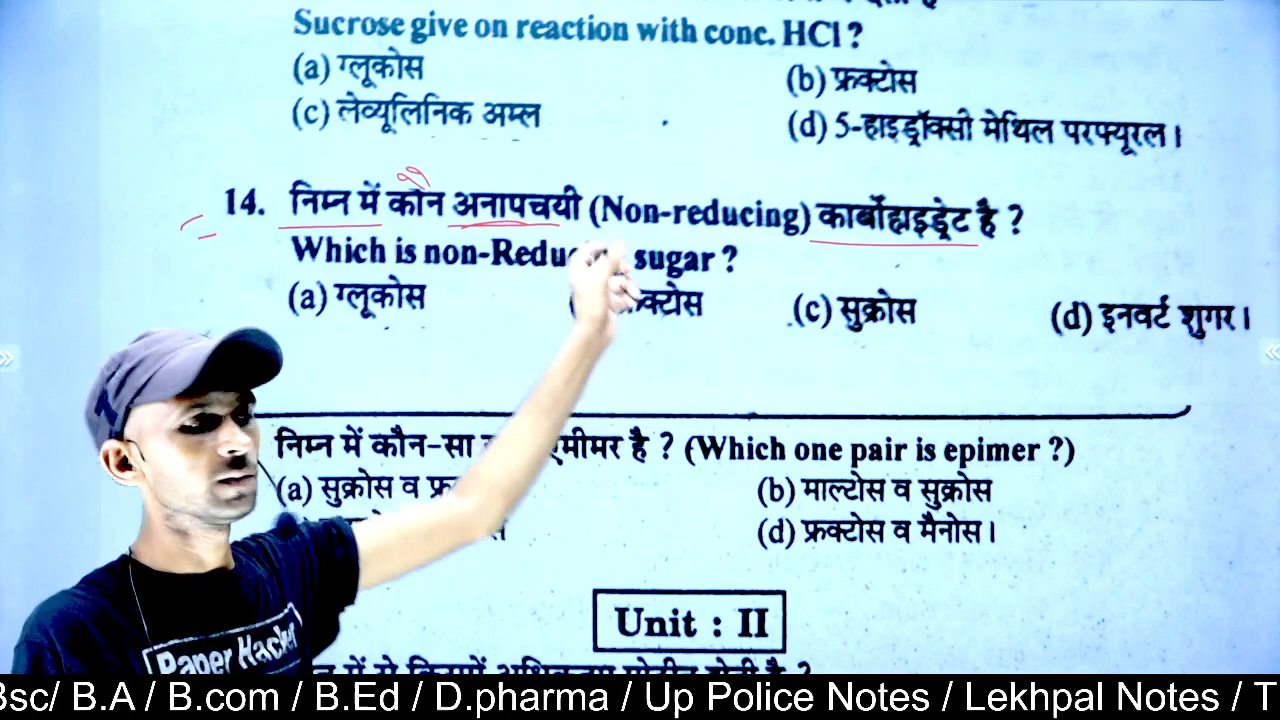 Sucrose give on reaction with conc. HCl ?
(a) ग्लूकोस (b) फ्रक्टोस
(c) लेव्यूलिनिक अम्ल (d) 5-हाइड्रॉक्सी मेथिल परफ्यूरल।
14. निम्न में कौन अनापचयी (Non-reducing) कार्बोहाइड्रेट है ?
Which is non-Redu sugar ?
(a) ग्लूकोस क्टोस (c) सुक्रोस (d) इनवर्ट शुगर।
निम्न में कौन-सा एमीमर है ? (Which one pair is epimer ?)
(a) सुक्रोस व फ्र (b) माल्टोस व सुक्रोस
(d) फ्रक्टोस व मैनोस।
Unit : II
Paper Hacker
Bsc/ B.A / B.com / B.Ed / D.pharma / Up Police Notes / Lekhpal Notes / T